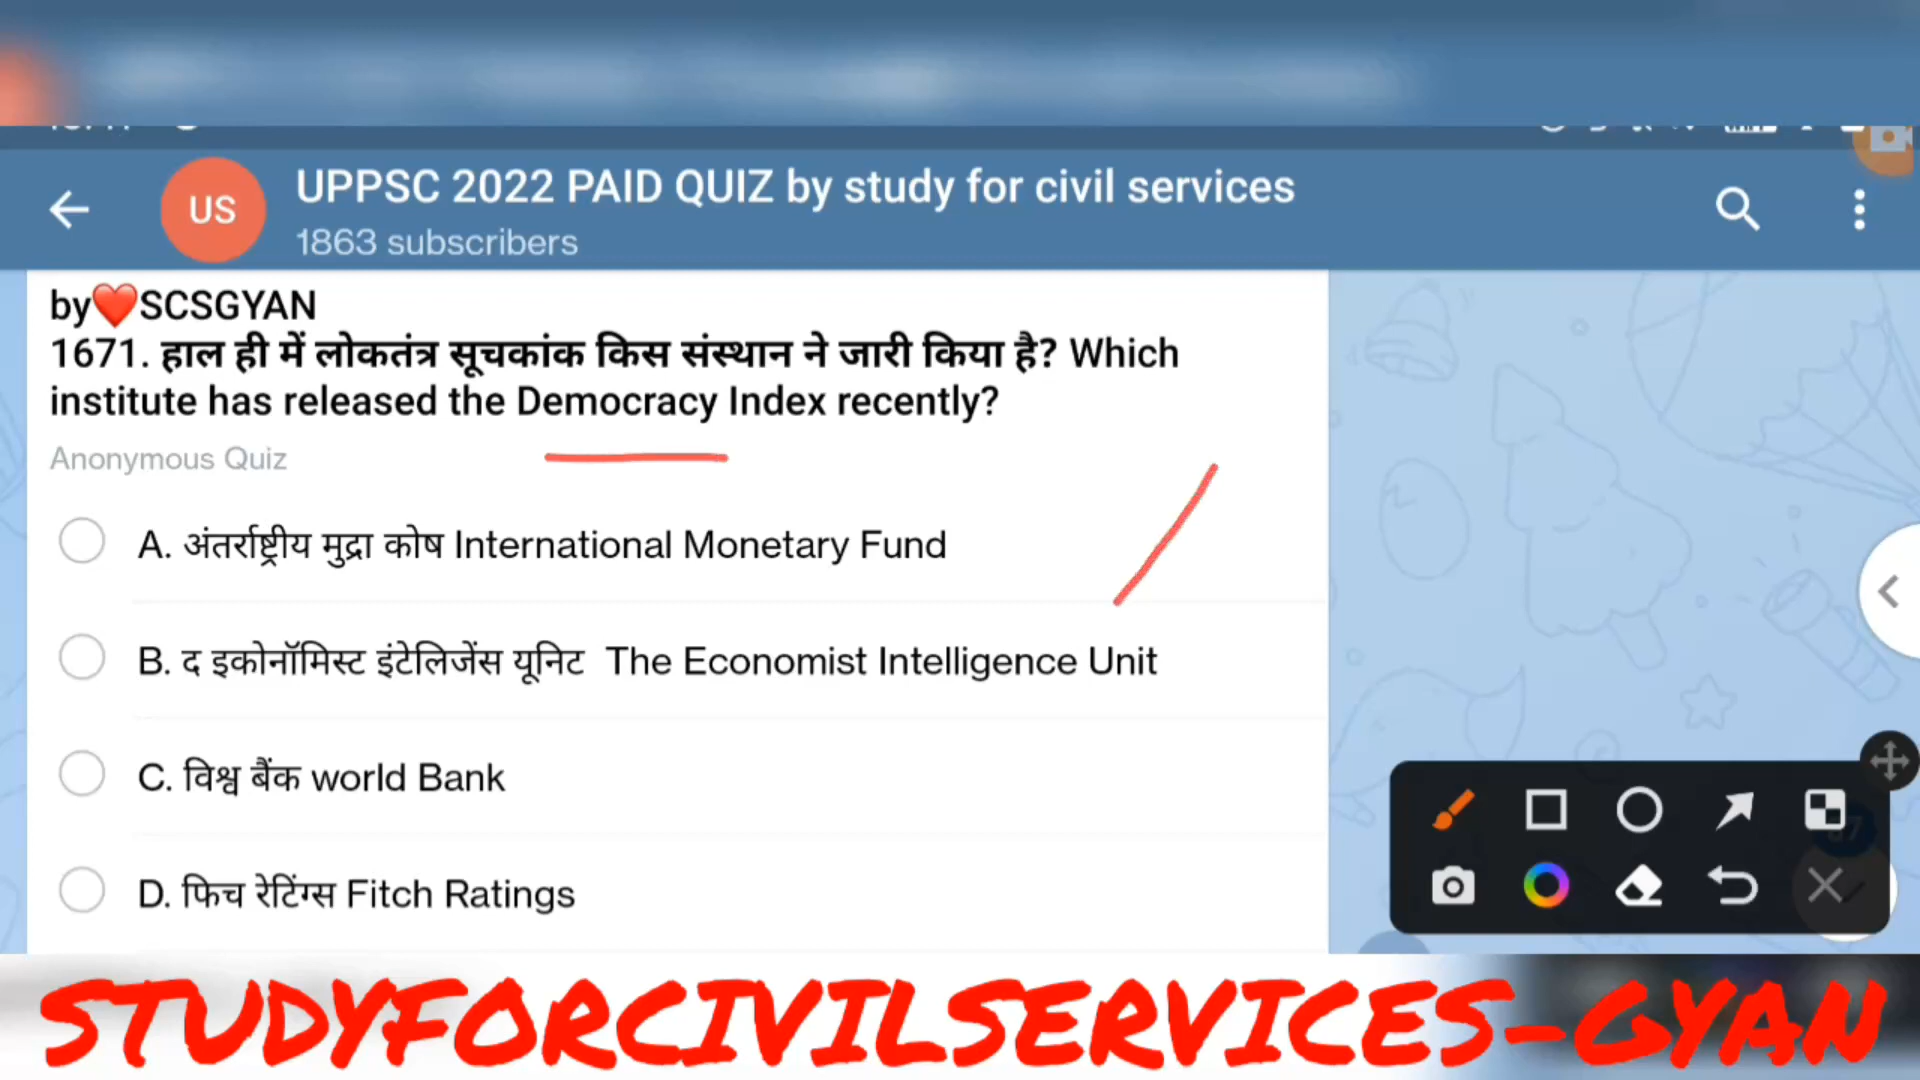 UPPSC 2022 PAID QUIZ by study for civil services
US
1863 subscribers
by❤️SCSGYAN
1671. हाल ही में लोकतंत्र सूचकांक किस संस्थान ने जारी किया है? Which
institute has released the Democracy Index recently?
Anonymous Quiz
A. अंतर्राष्ट्रीय मुद्रा कोष International Monetary Fund
B. द इकोनॉमिस्ट इंटेलिजेंस यूनिट The Economist Intelligence Unit
C. विश्व बैंक world Bank
D. फिच रेटिंग्स Fitch Ratings
STUDYFORCIVILSERVICES-GYAN